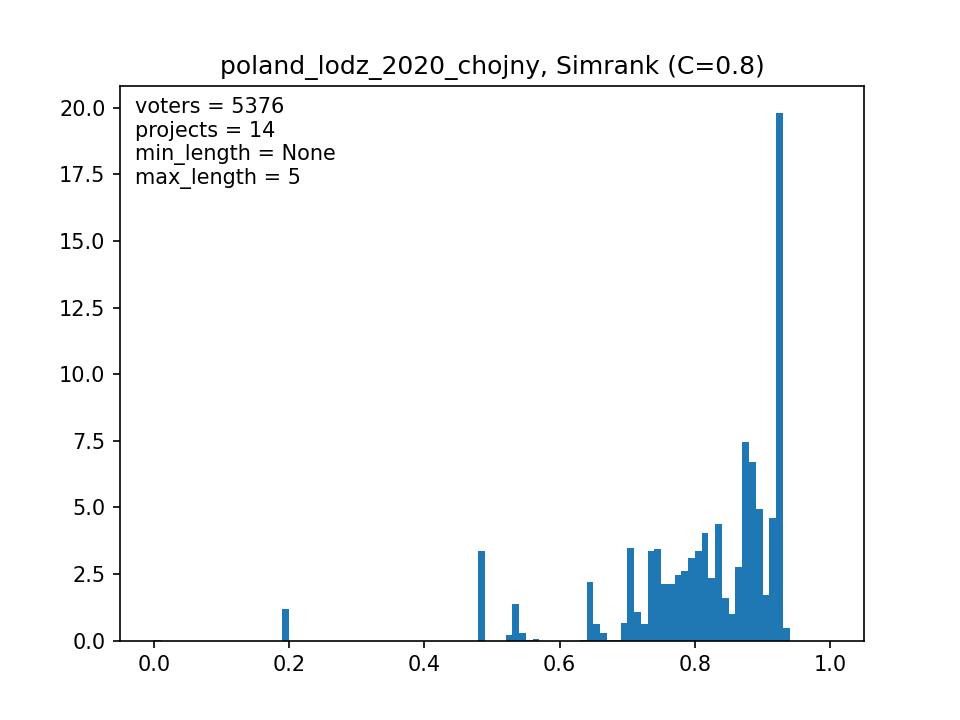 poland_lodz_2020_chojny, Simrank (C=0.8)
voters = 5376
projects = 14
min_length = None
max_length = 5
20.0
17.5
15.0
12.5
10.0
7.5
5.0
2.5
0.0
0.0 0.2 0.4 0.6 0.8 1.0